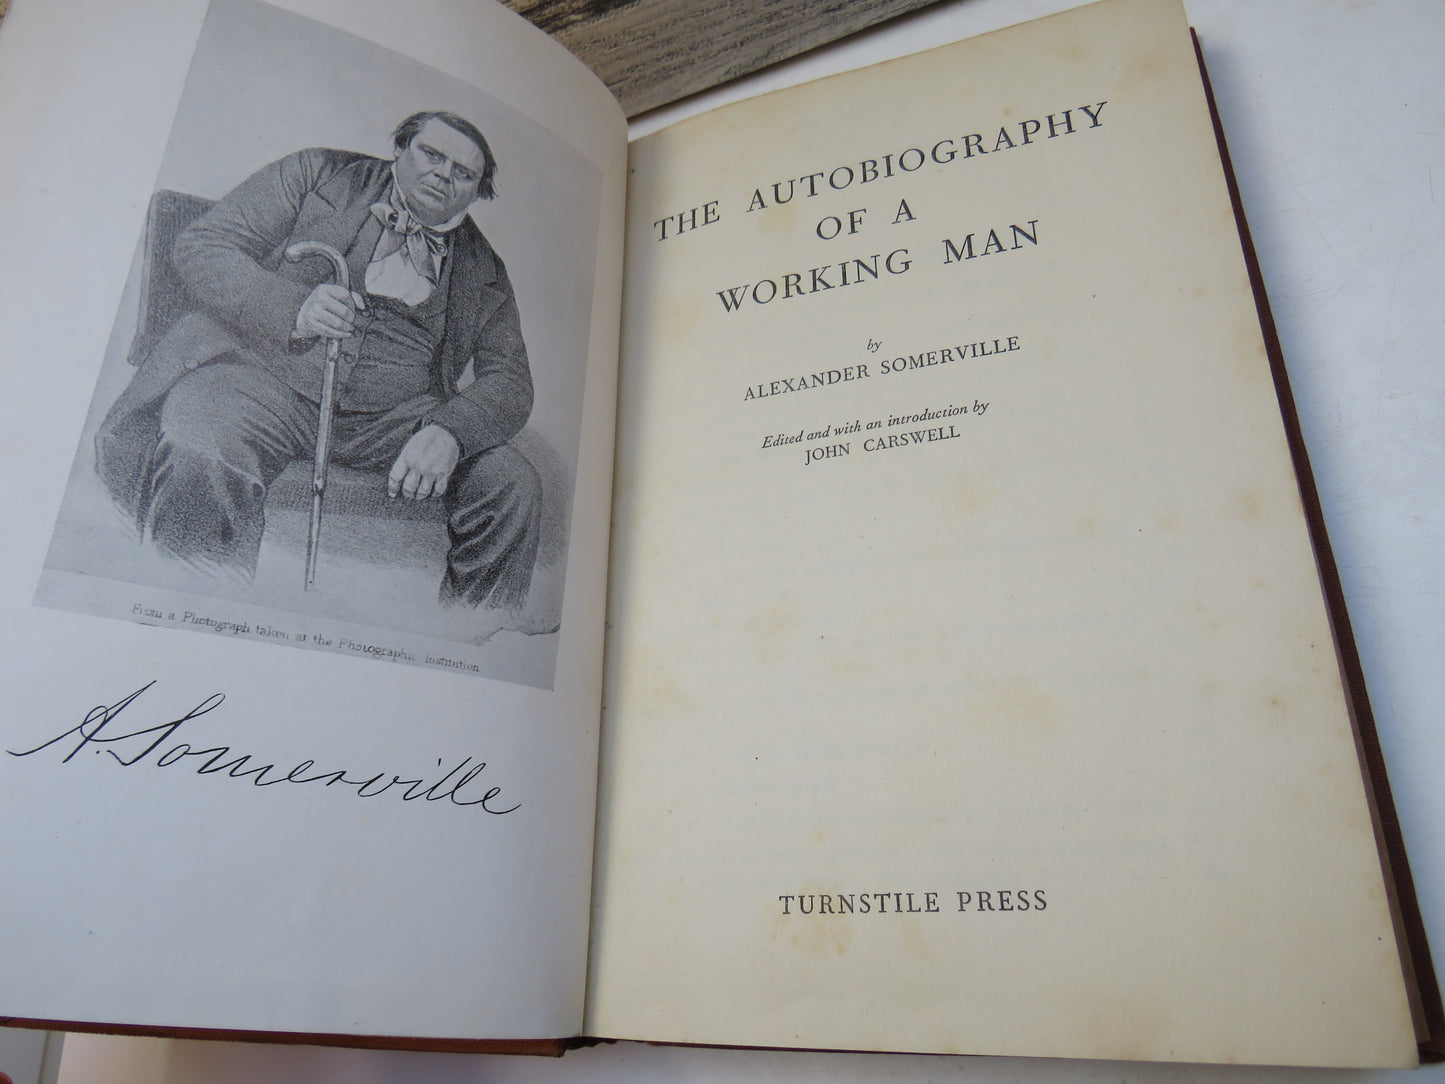 From a Photograph taken at the Photographic Institution
A. Somerville
THE AUTOBIOGRAPHY
OF A
WORKING MAN
by
ALEXANDER SOMERVILLE
Edited and with an introduction by
JOHN CARSWELL
TURNSTILE PRESS